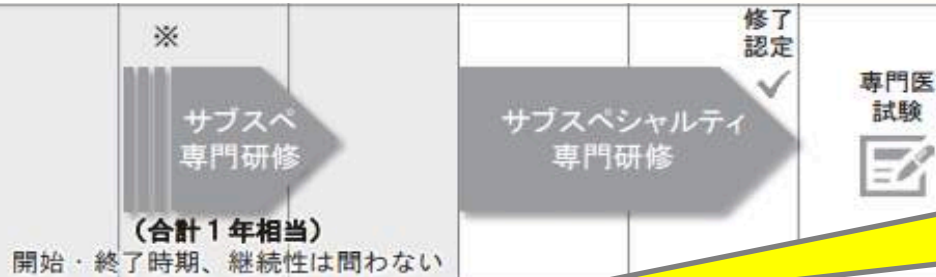 ※
修了
認定
専門医
試験
サブスペ
専門研修
サブスペシャルティ
専門研修
（合計１年相当）
開始・終了時期、継続性は問わない